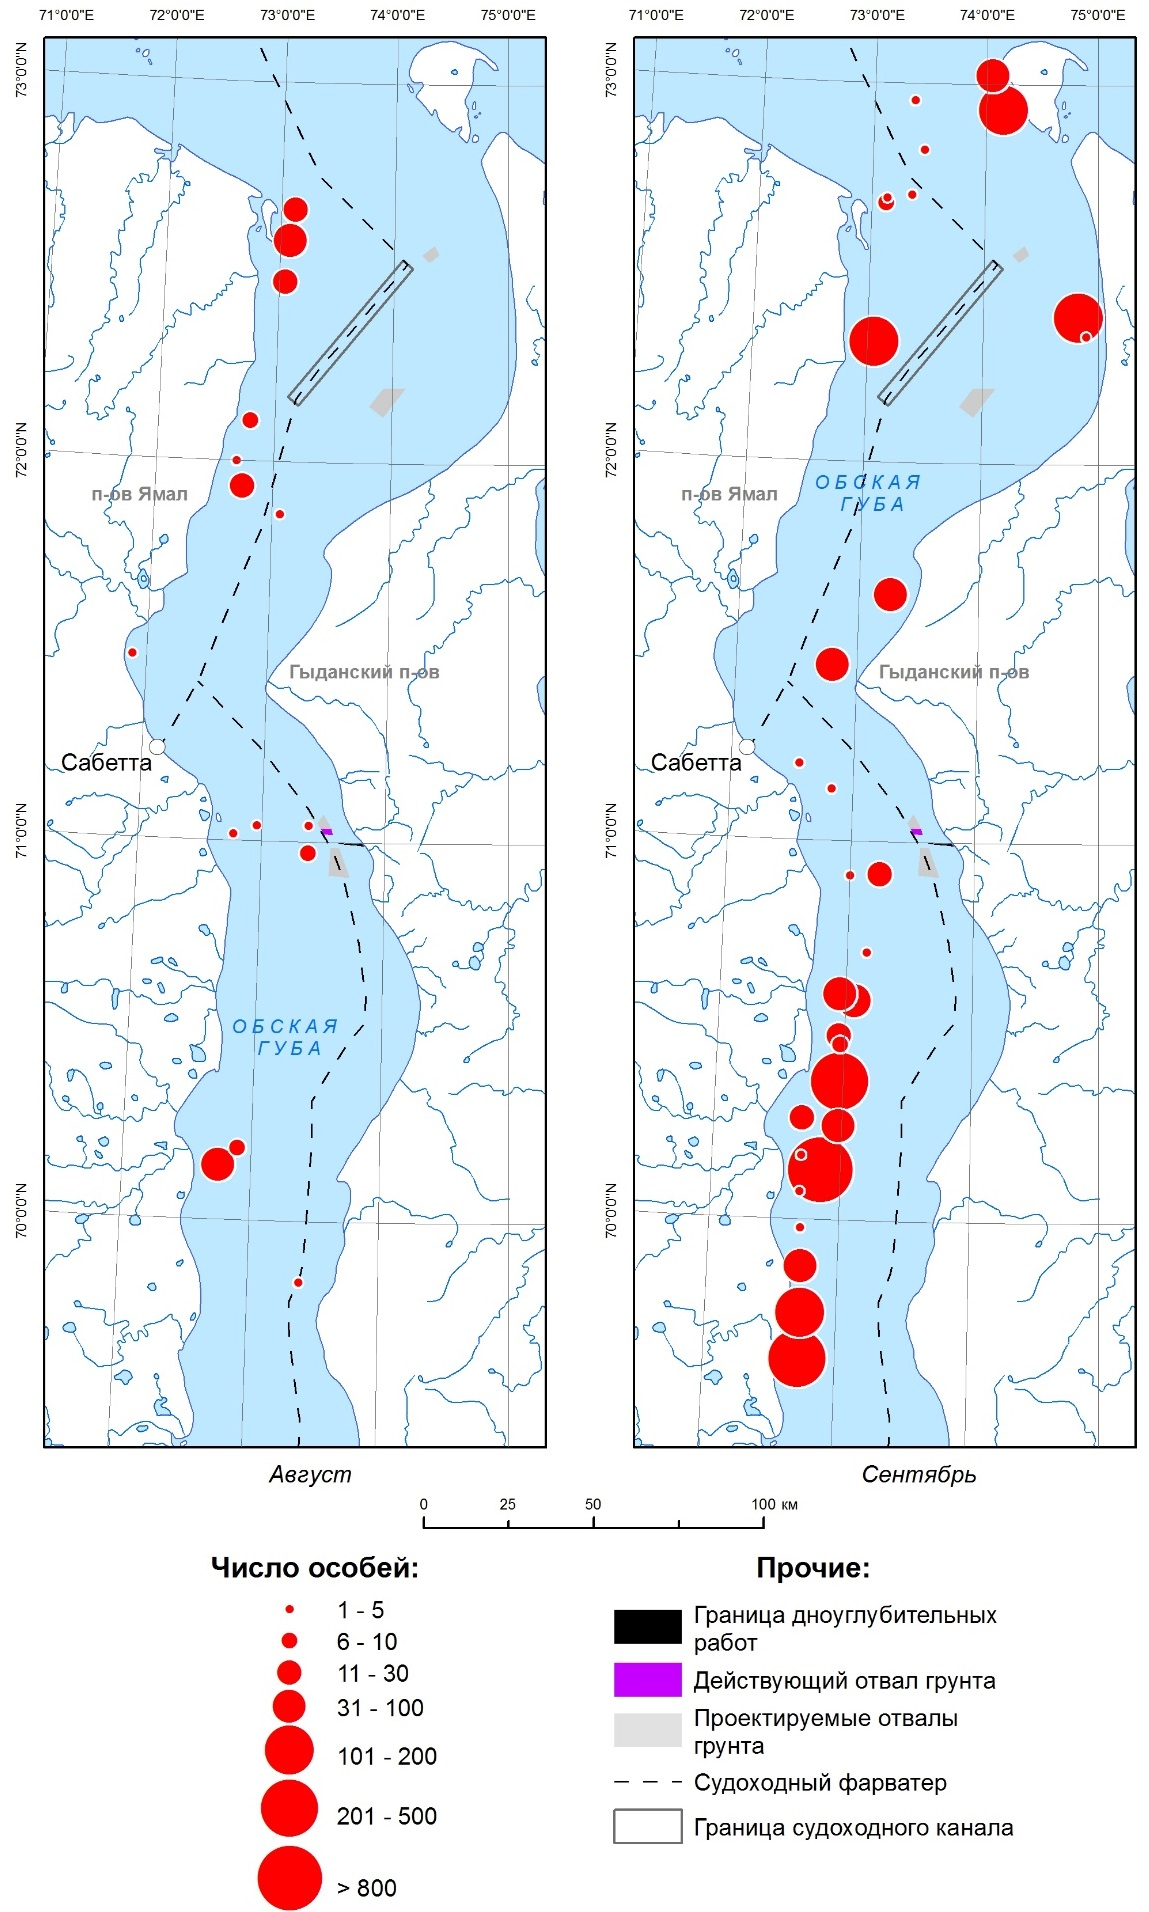 71°0'0"E 72°0'0"E 73°0'0"E 74°0'0"E 75°0'0"E 71°0'0"E 72°0'0"E 73°0'0"E 74°0'0"E 75°0'0"E
73°0'0"N
73°0'0"N
72°0'0"N
72°0'0"N
ОБСКАЯ
ГУБА
п-ов Ямал
п-ов Ямал
Гыданский п-ов
Гыданский п-ов
Сабетта
Сабетта
71°0'0"N
71°0'0"N
ОБСКАЯ
ГУБА
70°0'0"N
70°0'0"N
Август
Сентябрь
0 25 50 100 км
Число особей:
1 - 5
6 - 10
11 - 30
31 - 100
101 - 200
201 - 500
> 800
Прочие:
Граница дноуглубительных
работ
Действующий отвал грунта
Проектируемые отвалы
грунта
Судоходный фарватер
Граница судоходного канала